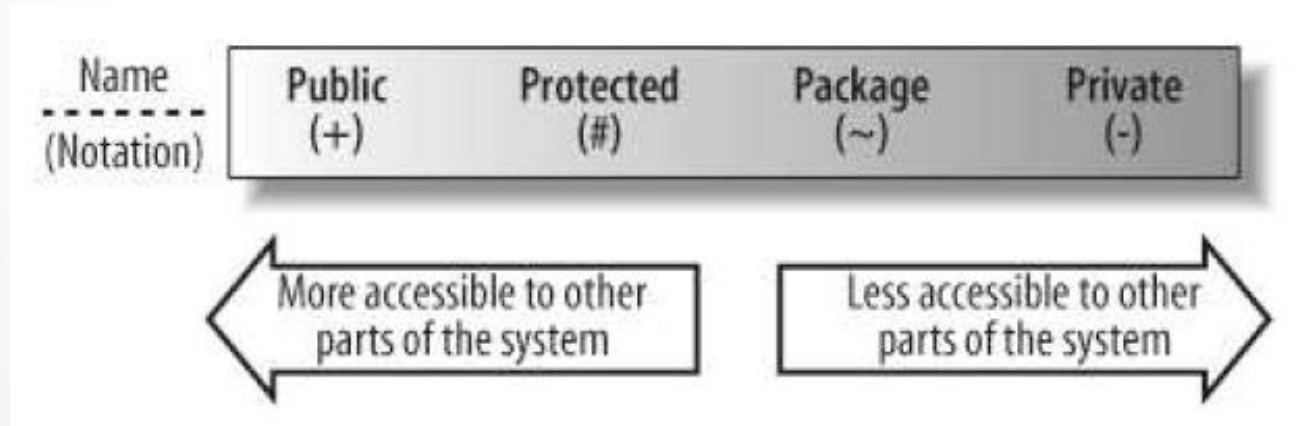 Name
(Notation)
Public
(+)
Protected
(#)
Package
(~)
Private
(-)
More accessible to other
parts of the system
Less accessible to other
parts of the system